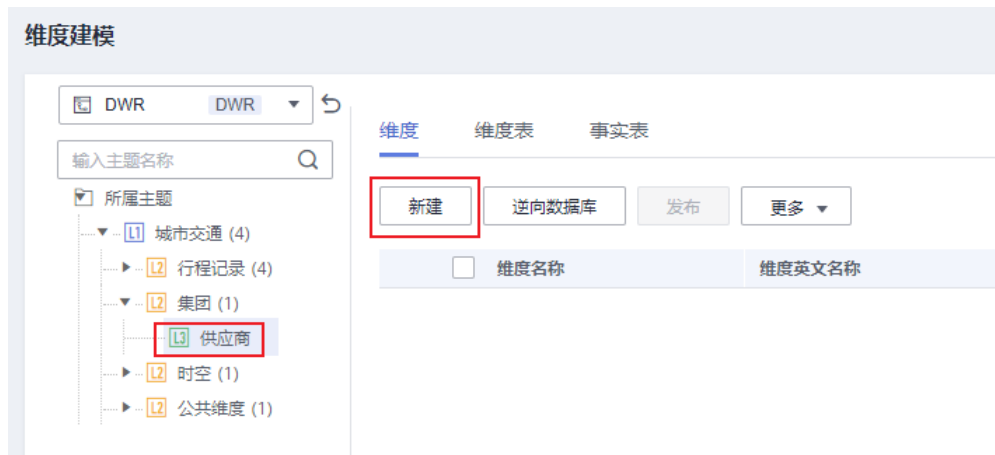 维度建模
DWR DWR
维度 维度表 事实表
输入主题名称
新建 逆向数据库 发布 更多
所属主题
L1 城市交通 (4)
维度名称 维度英文名称
L2 行程记录 (4)
L2 集团 (1)
L3 供应商
L2 时空 (1)
L2 公共维度 (1)